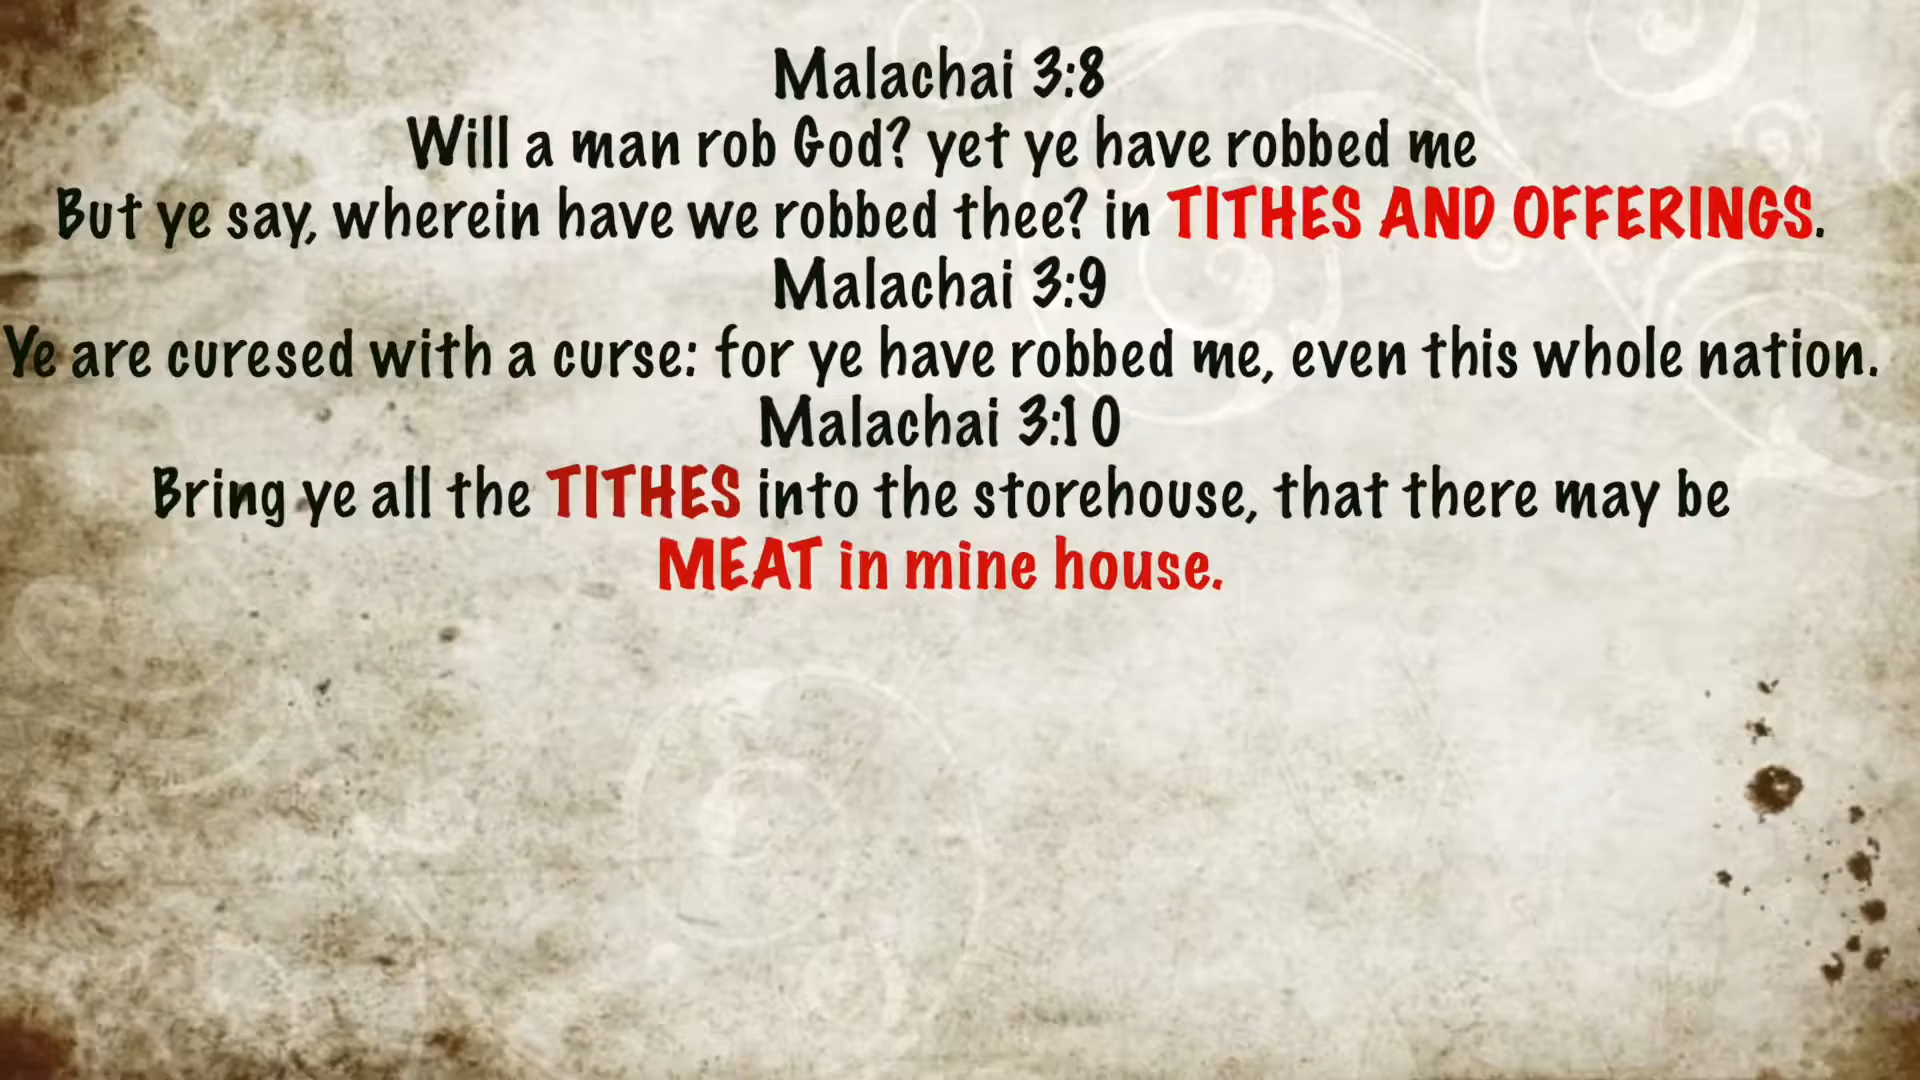 Malachai 3:8
Will a man rob God? yet ye have robbed me
But ye say, wherein have we robbed thee? in TITHES AND OFFERINGS.
Malachai 3:9
Ye are curesed with a curse: for ye have robbed me, even this whole nation.
Malachai 3:10
Bring ye all the TITHES into the storehouse, that there may be
MEAT in mine house.